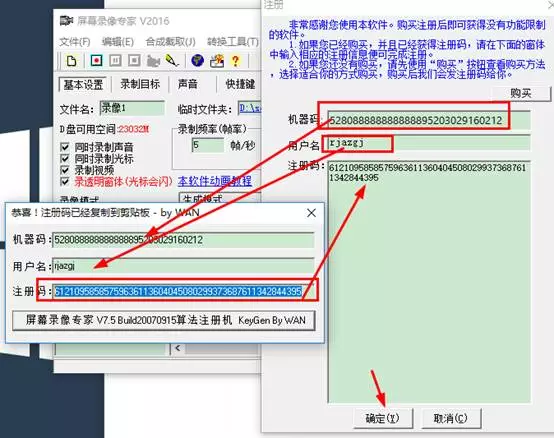 屏幕录像专家 V2016
文件(F) 编辑(E) 合成截取(J) 转换工具(T)
基本设置 录制目标 声音 快捷键
文件名: 录像1 临时文件夹:
D盘可用空间:23032M
录制频率(帧率)
5 帧/秒
同时录制声音
同时录制光标
录制视频
录透明窗体(光标会闪) 本软件动画教程
录像模式 生成模式
恭喜！注册码已经复制到剪贴板 - by WAN
机器码:
用户名: rjazgj
注册码:
屏幕录像专家 V7.5 Build20070915算法注册机 KeyGen By WAN
注册
非常感谢您使用本软件。购买注册后即可获得没有功能限制
的软件。
1.如果您已经购买，并且已经获得注册码，请在下面的窗体
中输入相应的注册信息便可完成注册。
2.如果您还没有购买，请先使用“购买”按钮查看购买方法
，选择适合你的方式购买，购买后我们会发注册码给你。
购买
机器码:
用户名 rjazgj
注册码:
1342844395
确定(Y) 取消(C)